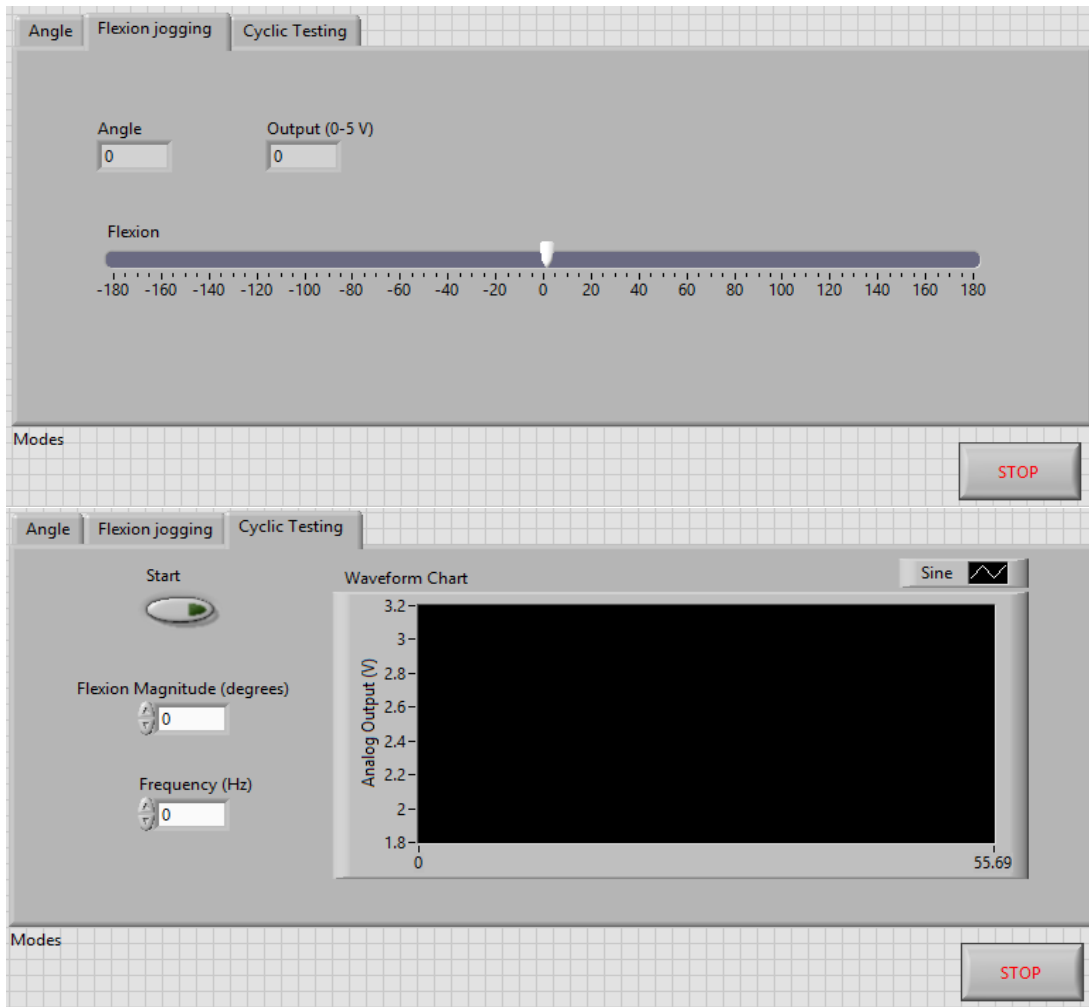 Angle Flexion jogging Cyclic Testing
Angle Output (0-5 V)
0 0
Flexion
-180 -160 -140 -120 -100 -80 -60 -40 -20 0 20 40 60 80 100 120 140 160 180
Modes
STOP
Angle Flexion jogging Cyclic Testing
Start
Flexion Magnitude (degrees)
0
Frequency (Hz)
0
Waveform Chart
Sine
Analog Output (V)
3.2
3
2.8
2.6
2.4
2.2
2
1.8
0 55.69
Modes
STOP